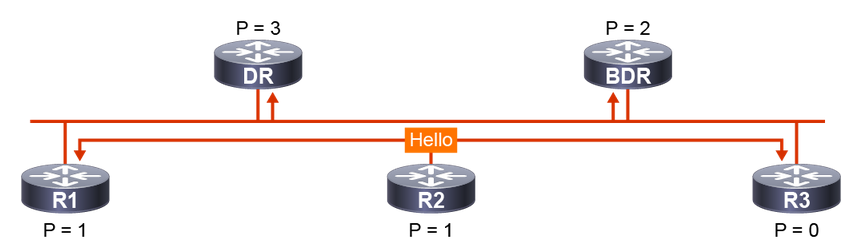 P = 3
P = 2
DR
BDR
Hello
R1
R2
R3
P = 1
P = 1
P = 0